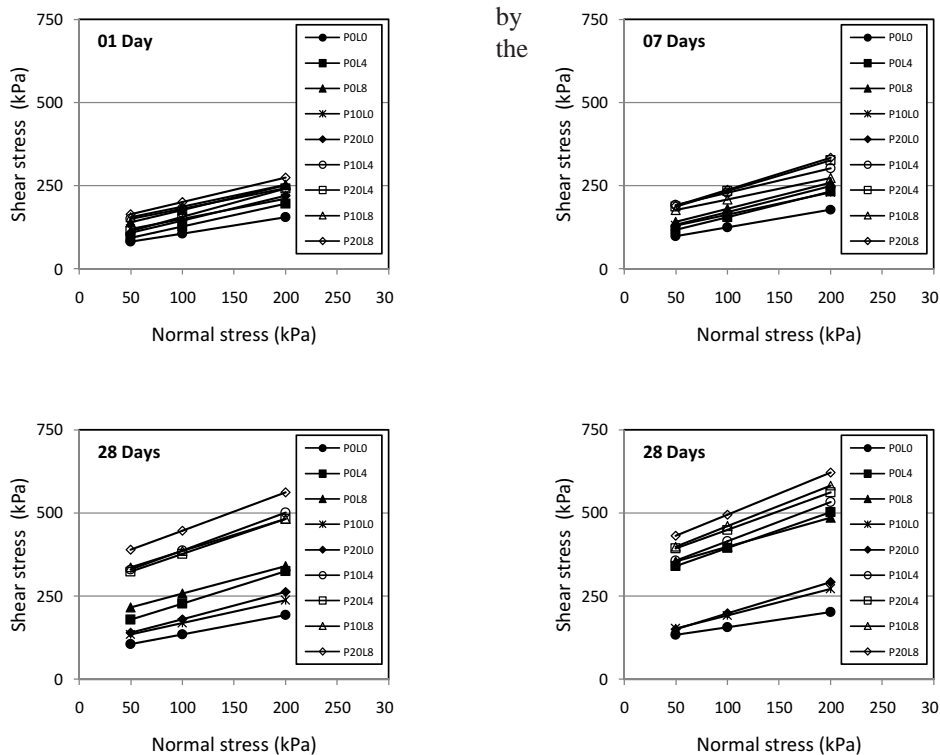 by
the
750
500
250
0
Shear stress (kPa)
01 Day
P0L0
P0L4
P0L8
P10L0
P20L0
P10L4
P20L4
P10L8
P20L8
0 50 100 150 200 250 30
Normal stress (kPa)
750
500
250
0
Shear stress (kPa)
07 Days
P0L0
P0L4
P0L8
P10L0
P20L0
P10L4
P20L4
P10L8
P20L8
0 50 100 150 200 250 30
Normal stress (kPa)
750
500
250
0
Shear stress (kPa)
28 Days
P0L0
P0L4
P0L8
P10L0
P20L0
P10L4
P20L4
P10L8
P20L8
0 50 100 150 200 250 30
Normal stress (kPa)
750
500
250
0
Shear stress (kPa)
28 Days
P0L0
P0L4
P0L8
P10L0
P20L0
P10L4
P20L4
P10L8
P20L8
0 50 100 150 200 250 30
Normal stress (kPa)